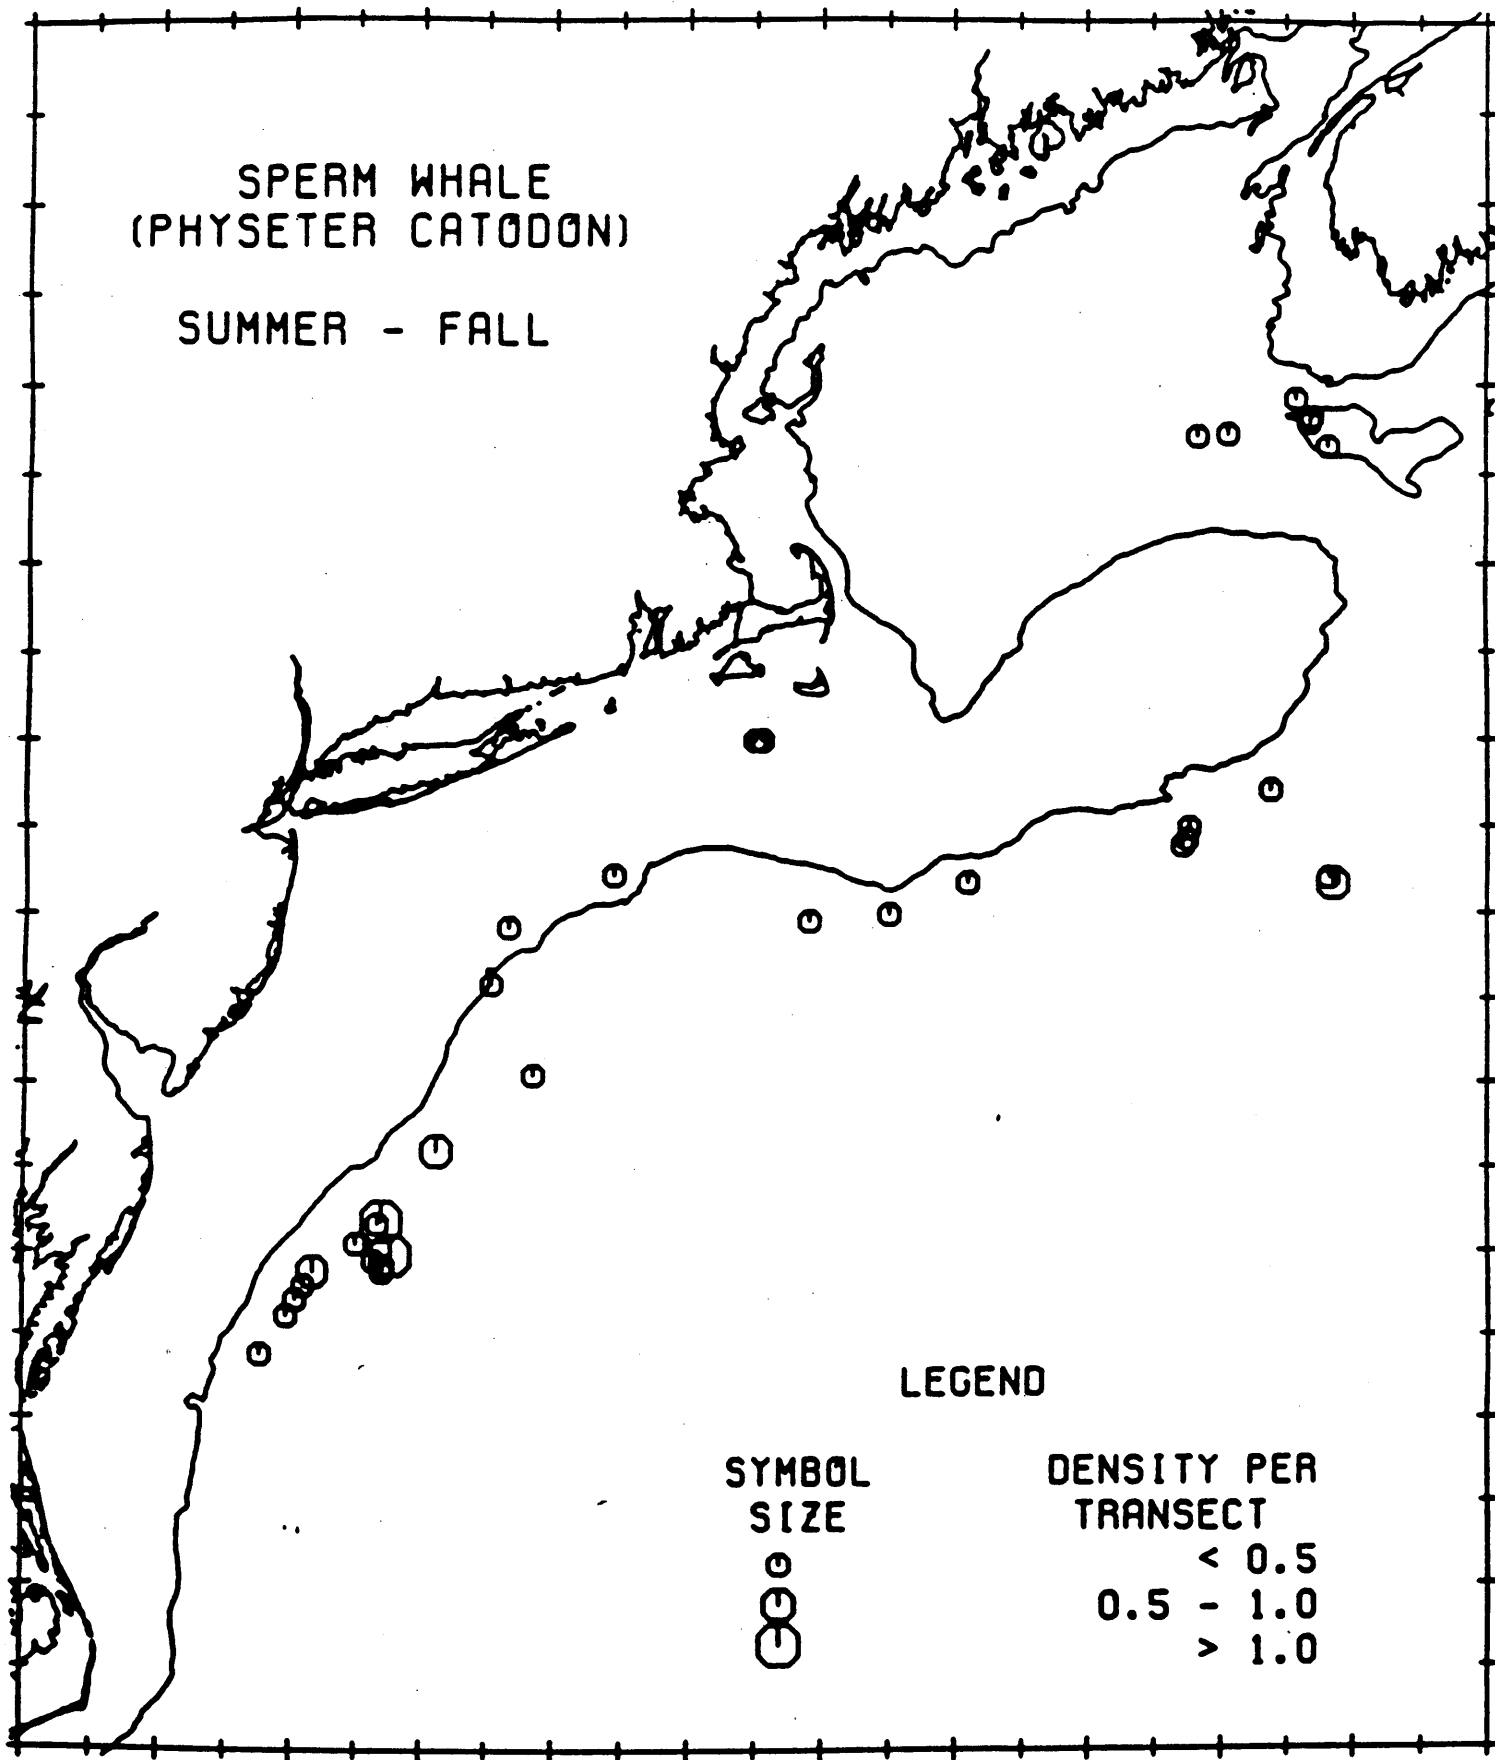 SPERM WHALE
(PHYSETER CATODON)
SUMMER - FALL
LEGEND
SYMBOL SIZE
DENSITY PER TRANSECT
< 0.5
0.5 - 1.0
> 1.0